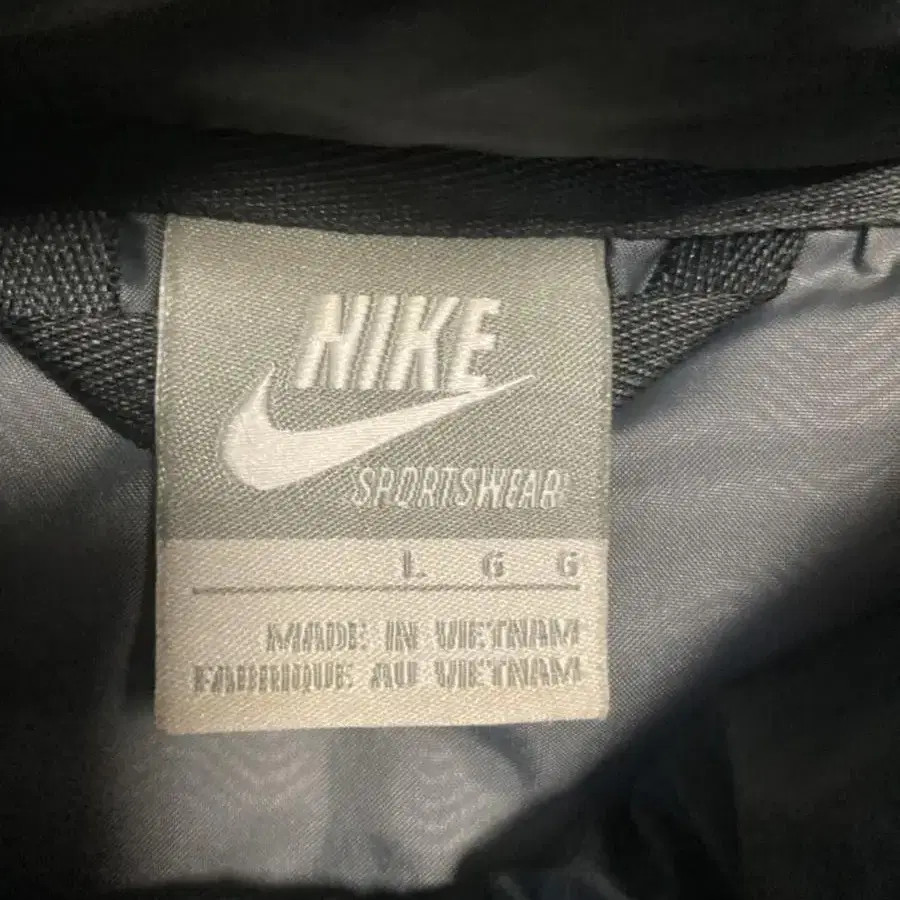 NIKE
SPORTSWEAR
L G G
MADE IN VIETNAM
FABRIQUE AU VIETNAM